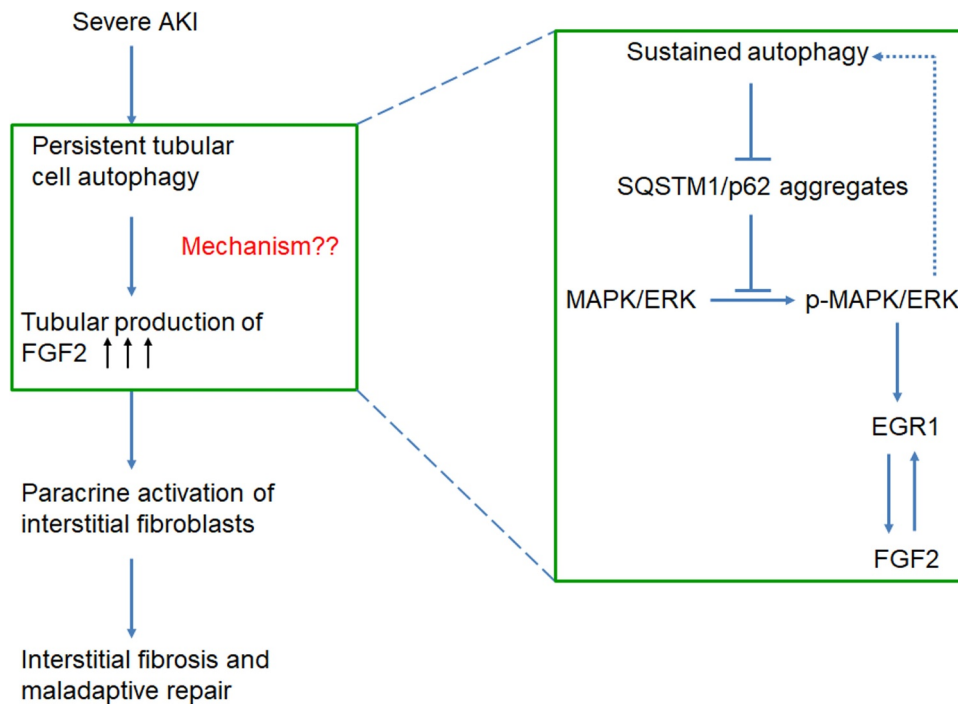 Severe AKI
Persistent tubular
cell autophagy
Mechanism??
Tubular production of
FGF2
Paracrine activation of
interstitial fibroblasts
Interstitial fibrosis and
maladaptive repair
Sustained autophagy
SQSTM1/p62 aggregates
MAPK/ERK
p-MAPK/ERK
EGR1
FGF2